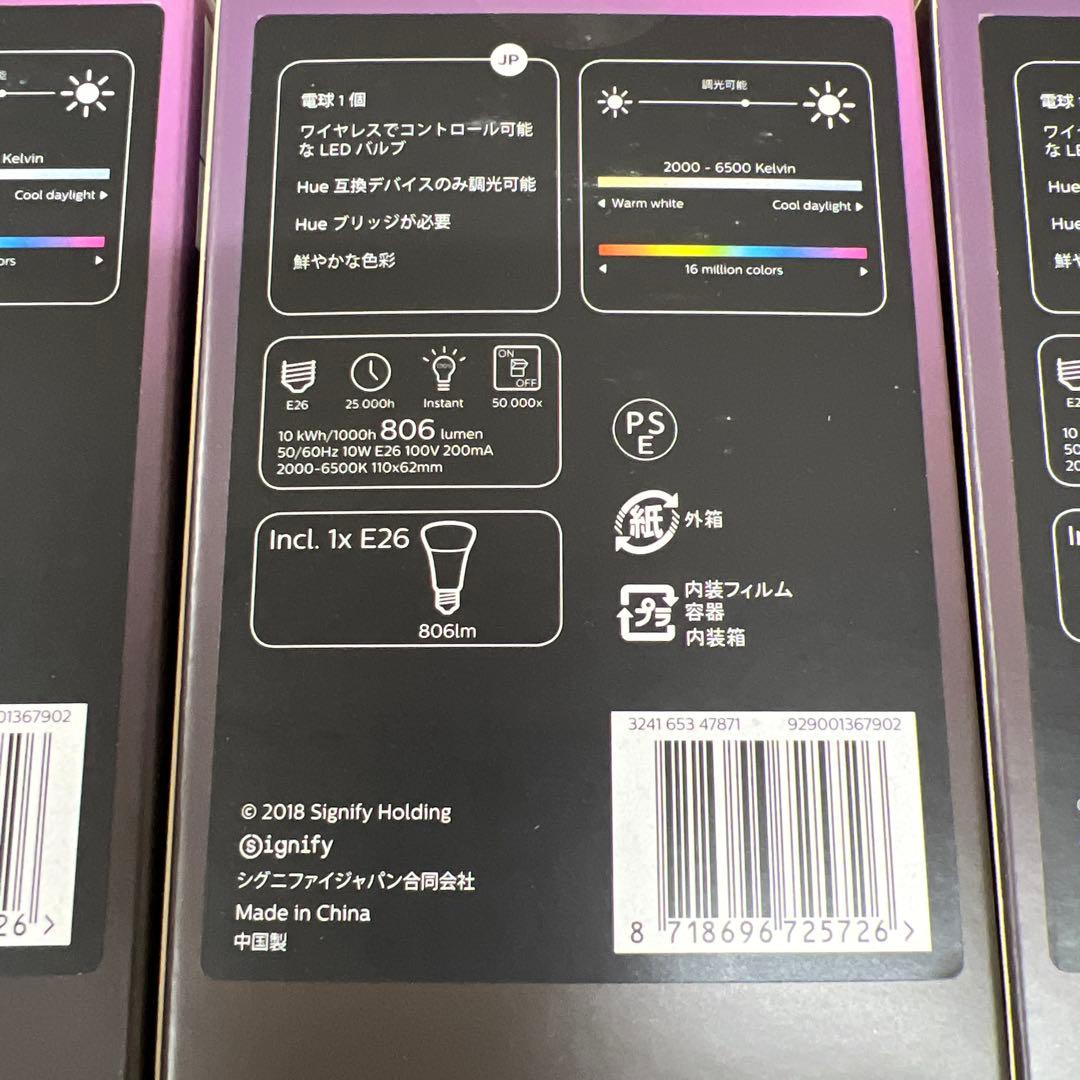 能
Kelvin
Cool daylight
ors
01367902
26 >
JP
電球1個
ワイヤレスでコントロール可能
な LED バルブ
Hue 互換デバイスのみ調光可能
Hue ブリッジが必要
鮮やかな色彩
調光可能
2000 - 6500 Kelvin
Warm white
Cool daylight
16 million colors
E26
25 000h
Instant
ON
OFF
50 000x
10 kWh/1000h 806 lumen
50/60Hz 10W E26 100V 200mA
2000-6500K 110x62mm
Incl. 1x E26
806lm
PS
E
紙 外箱
プラ
内装フィルム
容器
内装箱
© 2018 Signify Holding
Signify
シグニファイジャパン合同会社
Made in China
中国製
3241 653 47871 929001367902
8 718696 725726 >
電球
ワイ
な LE
Hue
Hue
鮮
10
50
20